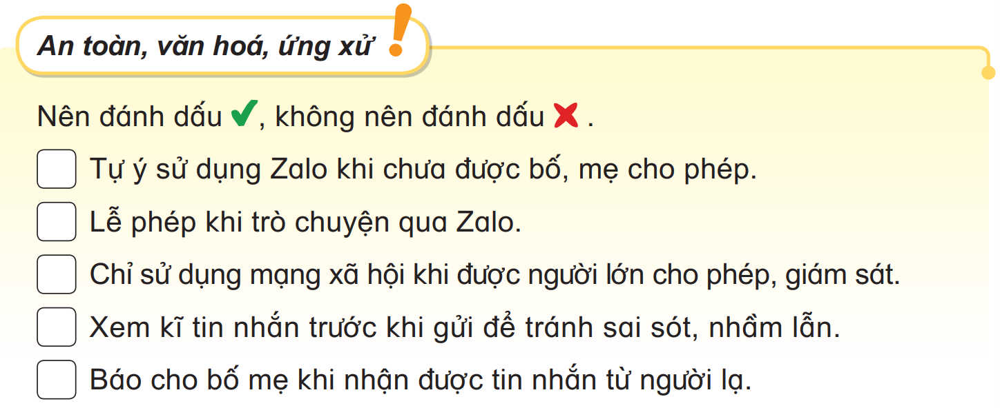 An toàn, văn hoá, ứng xử !
Nên đánh dấu ✔, không nên đánh dấu ✘ .
Tự ý sử dụng Zalo khi chưa được bố, mẹ cho phép.
Lễ phép khi trò chuyện qua Zalo.
Chỉ sử dụng mạng xã hội khi được người lớn cho phép, giám sát.
Xem kĩ tin nhắn trước khi gửi để tránh sai sót, nhầm lẫn.
Báo cho bố mẹ khi nhận được tin nhắn từ người lạ.